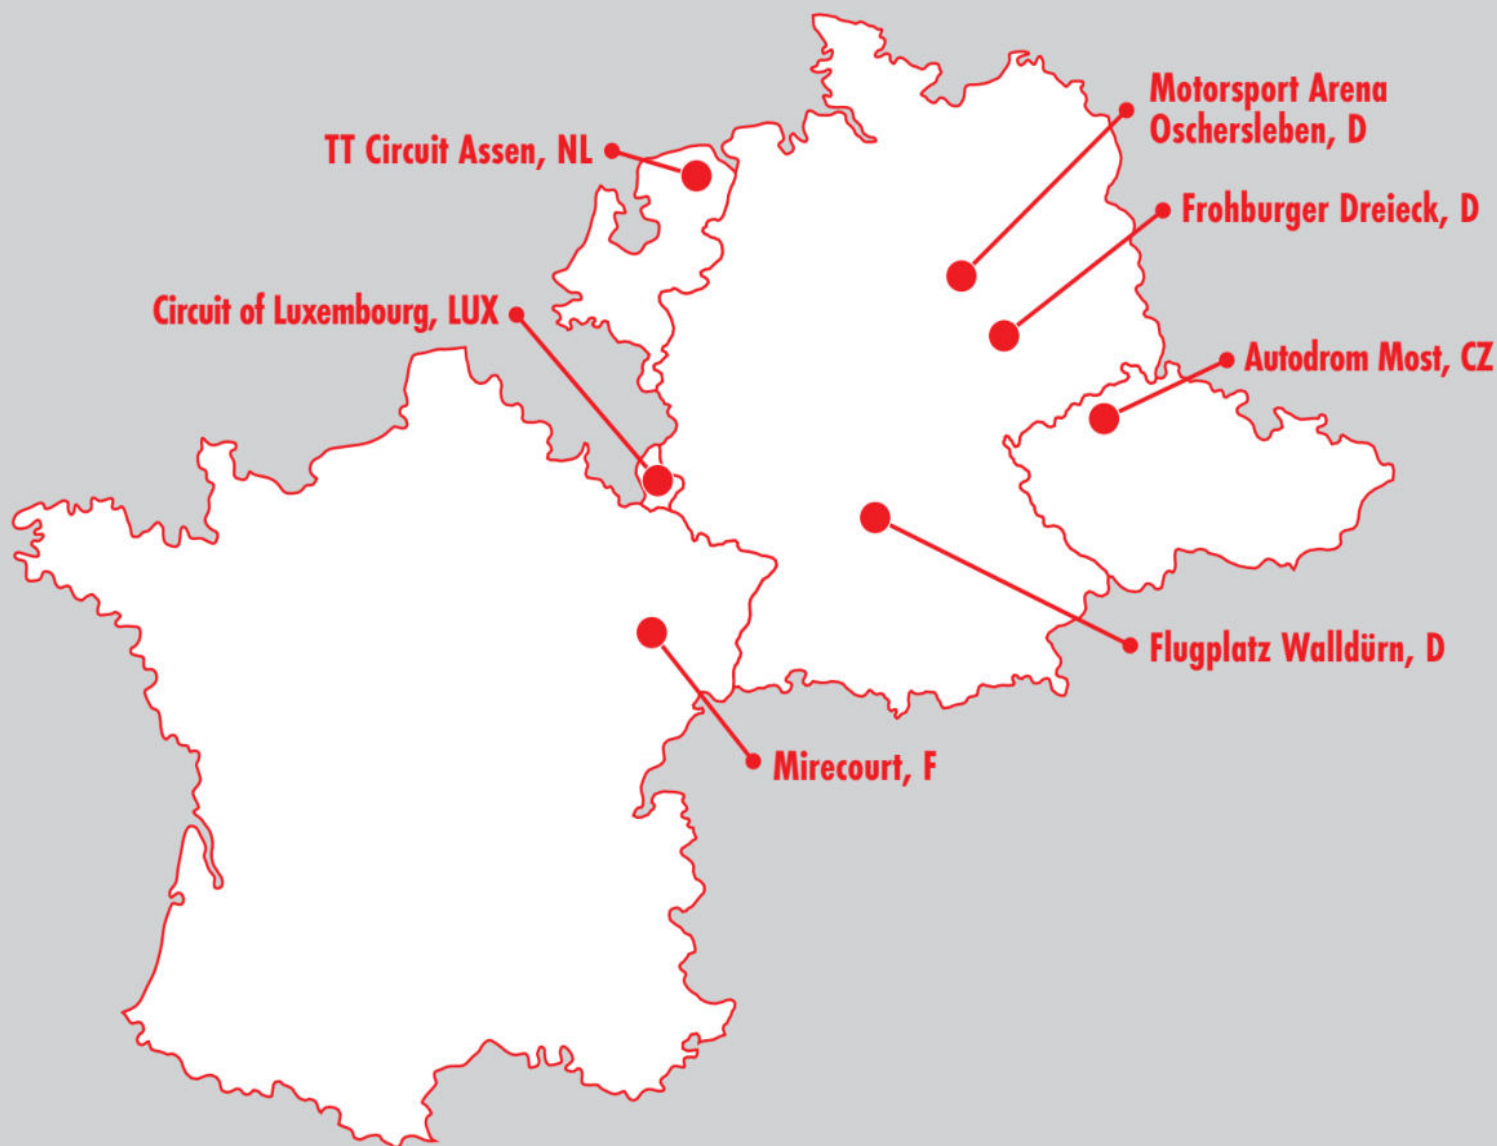 Motorsport Arena
Oschersleben, D
TT Circuit Assen, NL
Frohburger Dreieck, D
Circuit of Luxembourg, LUX
Autodrom Most, CZ
Flugplatz Walldürn, D
Mirecourt, F